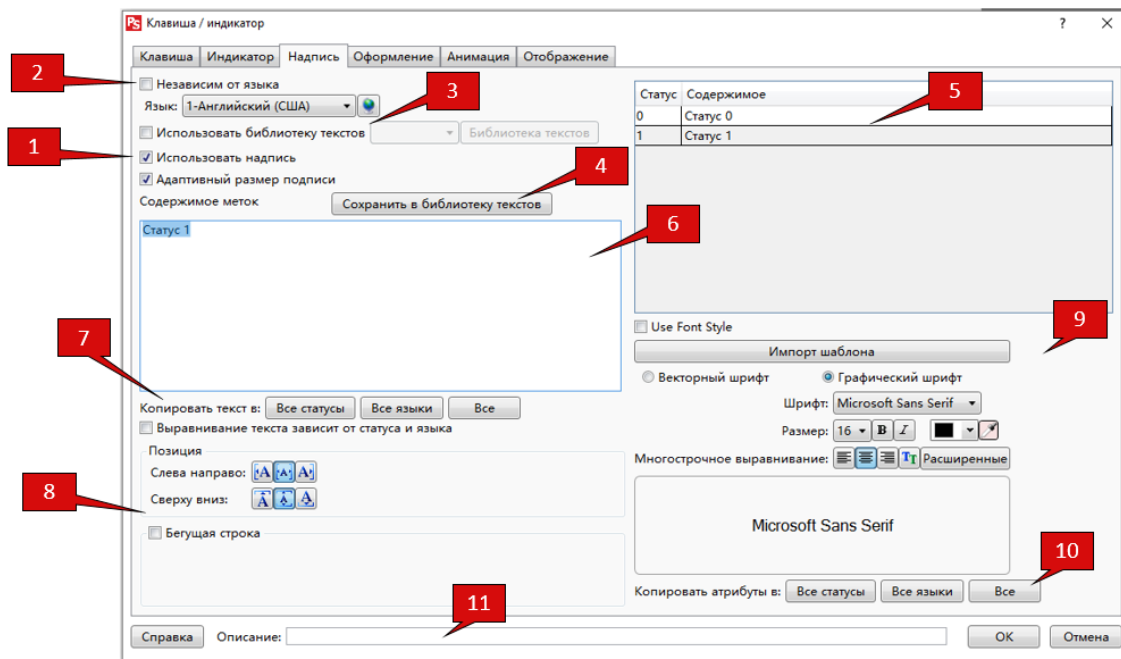 PS Клавиша / индикатор ? ×
Клавиша Индикатор Надпись Оформление Анимация Отображение
2 Независим от языка
Язык: 1-Английский (США)
3
Использовать библиотеку текстов Библиотека текстов
1 Использовать надпись
Адаптивный размер подписи
4
Содержимое меток Сохранить в библиотеку текстов
Статус 1
6
7
Копировать текст в: Все статусы Все языки Все
Выравнивание текста зависит от статуса и языка
Позиция
Слева направо: A A A
8
Сверху вниз: A A A
Бегущая строка
5
Статус Содержимое
0 Статус 0
1 Статус 1
Use Font Style
9
Импорт шаблона
Векторный шрифт Графический шрифт
Шрифт: Microsoft Sans Serif
Размер: 16 B I
Многострочное выравнивание: TI Расширенные
Microsoft Sans Serif
10
Копировать атрибуты в: Все статусы Все языки Все
11
Справка Описание: OK Отмена